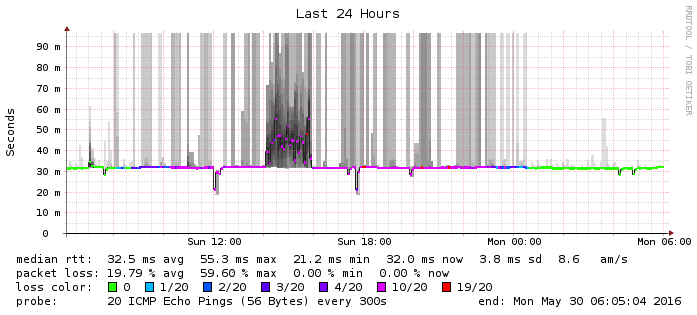 Last 24 Hours
RRDTOOL / TOBI OETIKER
Seconds
90 m
80 m
70 m
60 m
50 m
40 m
30 m
20 m
10 m
0
Sun 12:00 Sun 18:00 Mon 00:00 Mon 06:00
median rtt: 32.5 ms avg 55.3 ms max 21.2 ms min 32.0 ms now 3.8 ms sd 8.6 am/s
packet loss: 19.79 % avg 59.60 % max 0.00 % min 0.00 % now
loss color: 0 1/20 2/20 3/20 4/20 10/20 19/20
probe: 20 ICMP Echo Pings (56 Bytes) every 300s end: Mon May 30 06:05:04 2016